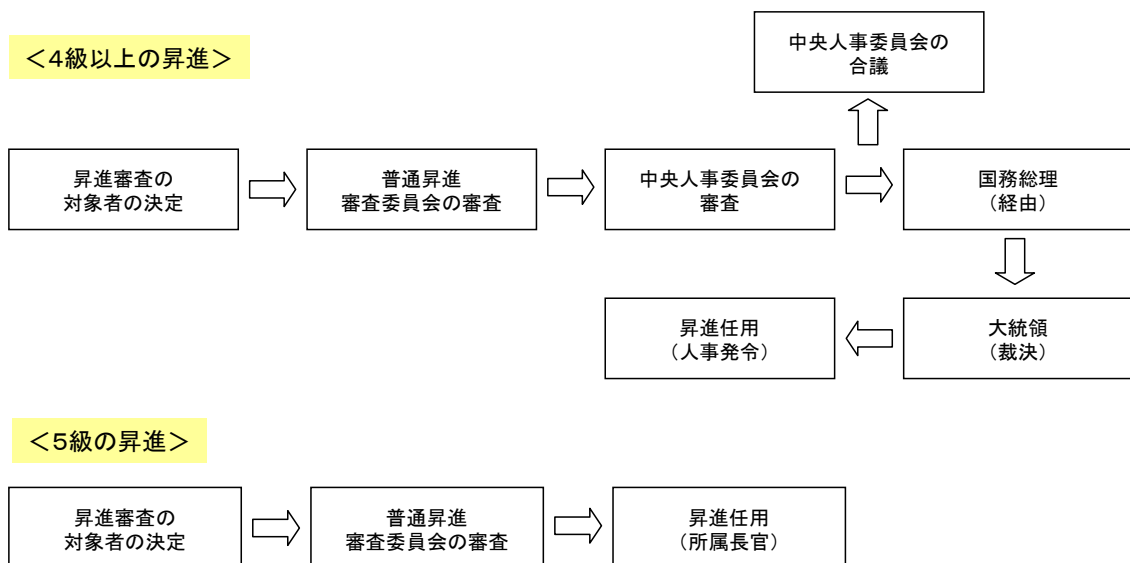 ＜4級以上の昇進＞
中央人事委員会の
合議
昇進審査の
対象者の決定
普通昇進
審査委員会の審査
中央人事委員会の
審査
国務総理
（経由）
昇進任用
（人事発令）
大統領
（裁決）
＜5級の昇進＞
昇進審査の
対象者の決定
普通昇進
審査委員会の審査
昇進任用
（所属長官）